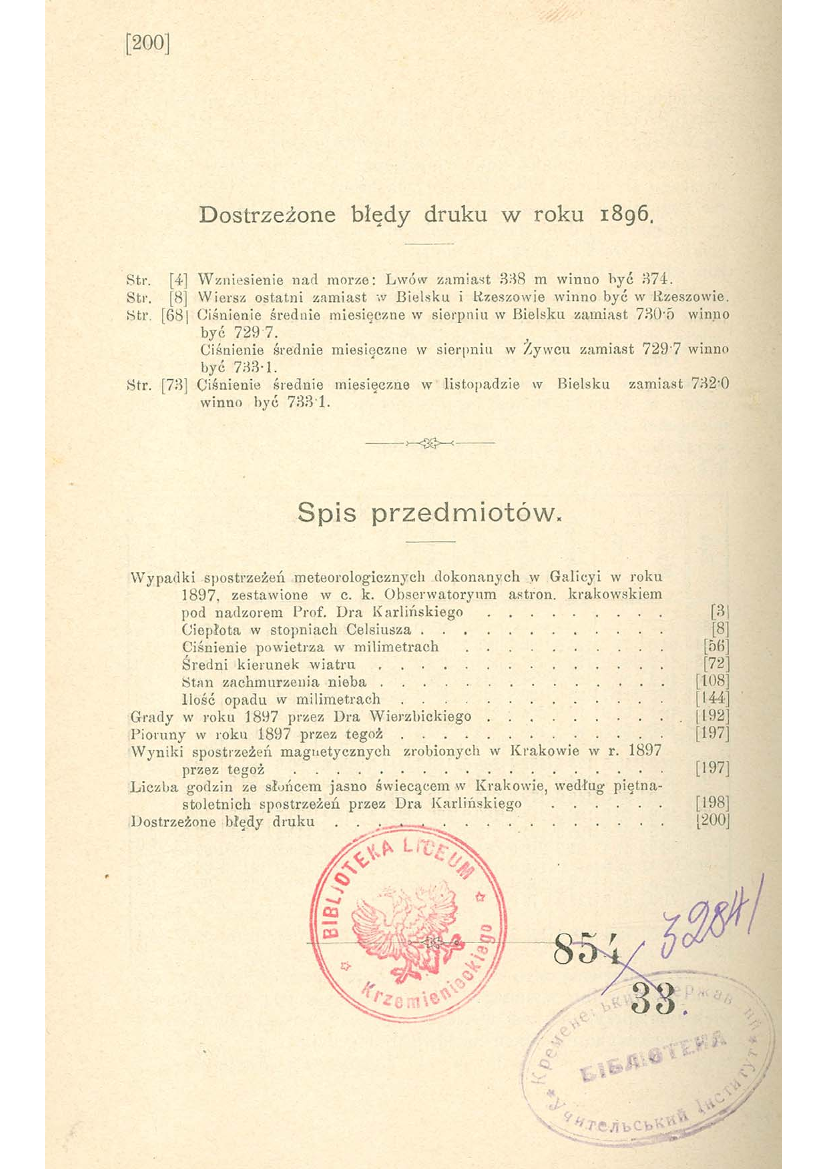 [200]
Dostrzeżone błędy druku w roku 1896.
Str. [4] Wzniesienie nad morze: Lwów zamiast 338 m winno być 374.
Str. [8] Wiersz ostatni zamiast w Bielsku i Rzeszowie winno być w Rzeszowie.
Str. [68] Ciśnienie średnie miesięczne w sierpniu w Bielsku zamiast 730·5 winno
być 729 7.
Ciśnienie średnie miesięczne w sierpniu w Żywcu zamiast 729·7 winno
być 733·1.
Str. [73] Ciśnienie średnie miesięczne w listopadzie w Bielsku zamiast 732·0
winno być 733·1.
Spis przedmiotów.
Wypadki spostrzeżeń meteorologicznych dokonanych w Galicyi w roku
1897, zestawione w c. k. Obserwatoryum astron. krakowskiem
pod nadzorem Prof. Dra Karlińskiego . . . . . . . . . [3]
Ciepłota w stopniach Celsiusza . . . . . . . . . . . . [8]
Ciśnienie powietrza w milimetrach . . . . . . . . . . [56]
Średni kierunek wiatru . . . . . . . . . . . . . . [72]
Stan zachmurzenia nieba . . . . . . . . . . . . . . [108]
Ilość opadu w milimetrach . . . . . . . . . . . . . [144]
Grady w roku 1897 przez Dra Wierzbickiego . . . . . . . . . . [192]
Pioruny w roku 1897 przez tegoż . . . . . . . . . . . . . [197]
Wyniki spostrzeżeń magnetycznych zrobionych w Krakowie w r. 1897
przez tegoż . . . . . . . . . . . . . . . . . [197]
Liczba godzin ze słońcem jasno świecącem w Krakowie, według piętna-
stoletnich spostrzeżeń przez Dra Karlińskiego . . . . . . [198]
Dostrzeżone błędy druku . . . . . . . . . . . . . . . . [200]
BIBLJOTEKA LICEUM
Krzemienieckiego
854
33.
32841
БІБЛІОТЕКА
Учительський Інститут